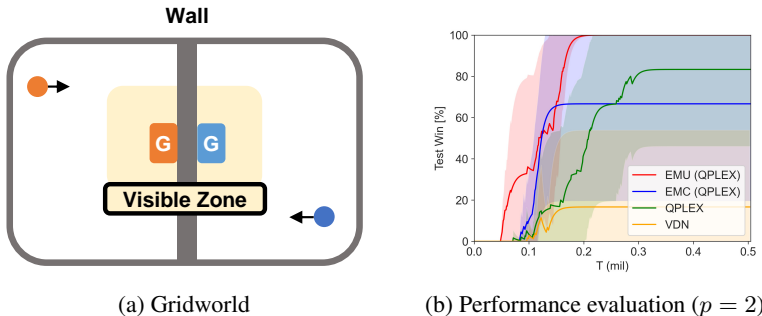 Wall
G G
Visible Zone
(a) Gridworld
100
80
60
40
20
0
Test Win [%]
EMU (QPLEX)
EMC (QPLEX)
QPLEX
VDN
0.0 0.1 0.2 0.3 0.4 0.5
T (mil)
(b) Performance evaluation (p = 2)